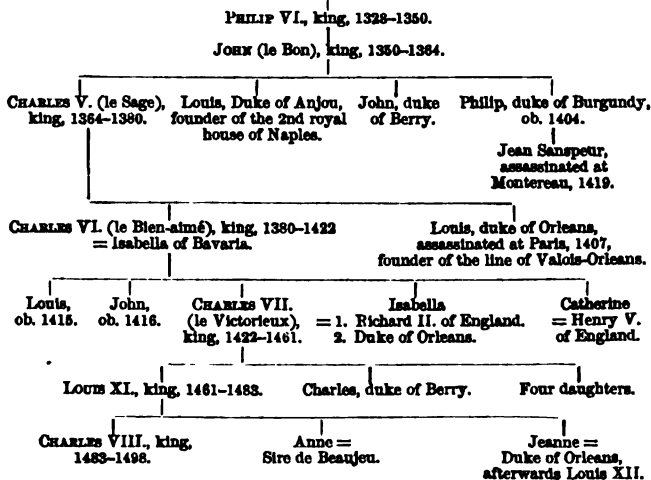 PHILIP VI., king, 1328–1350.
JOHN (le Bon), king, 1350–1364.
CHARLES V. (le Sage), king, 1364–1380.
Louis, Duke of Anjou, founder of the 2nd royal house of Naples.
John, duke of Berry.
Philip, duke of Burgundy, ob. 1404.
Jean Sanspeur, assassinated at Montereau, 1419.
CHARLES VI. (le Bien-aimé), king, 1380–1422
= Isabella of Bavaria.
Louis, duke of Orleans, assassinated at Paris, 1407, founder of the line of Valois-Orleans.
Louis, ob. 1415.
John, ob. 1416.
CHARLES VII. (le Victorieux), king, 1422–1461.
Isabella
= 1. Richard II. of England.
2. Duke of Orleans.
Catherine
= Henry V. of England.
LOUIS XI., king, 1461–1483.
Charles, duke of Berry.
Four daughters.
CHARLES VIII., king, 1483–1498.
Anne =
Sire de Beaujeu.
Jeanne =
Duke of Orleans, afterwards Louis XII.